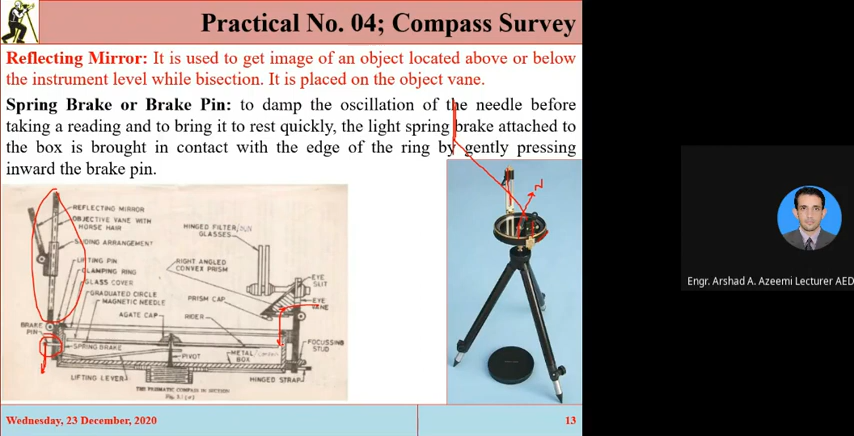 Practical No. 04; Compass Survey
Reflecting Mirror: It is used to get image of an object located above or below
the instrument level while bisection. It is placed on the object vane.
Spring Brake or Brake Pin: to damp the oscillation of the needle before
taking a reading and to bring it to rest quickly, the light spring brake attached to
the box is brought in contact with the edge of the ring by gently pressing
inward the brake pin.
REFLECTING MIRROR
OBJECTIVE VANE WITH
HORSE HAIR
SLIDING ARRANGEMENT
LIFTING PIN
CLAMPING RING
GLASS COVER
GRADUATED CIRCLE
MAGNETIC NEEDLE
AGATE CAP
HINGED FILTER/SUN
GLASSES
RIGHT ANGLED
CONVEX PRISM
PRISM CAP
RIDER
EYE
SLIT
EYE
VANE
BRAKE
PIN
SPRING BRAKE
PIVOT
METAL
BOX
FOCUSSING
STUD
LIFTING LEVER
HINGED STRAP
THE PRISMATIC COMPASS IN SECTION
N
Engr. Arshad A. Azeemi Lecturer AED
Wednesday, 23 December, 2020
13